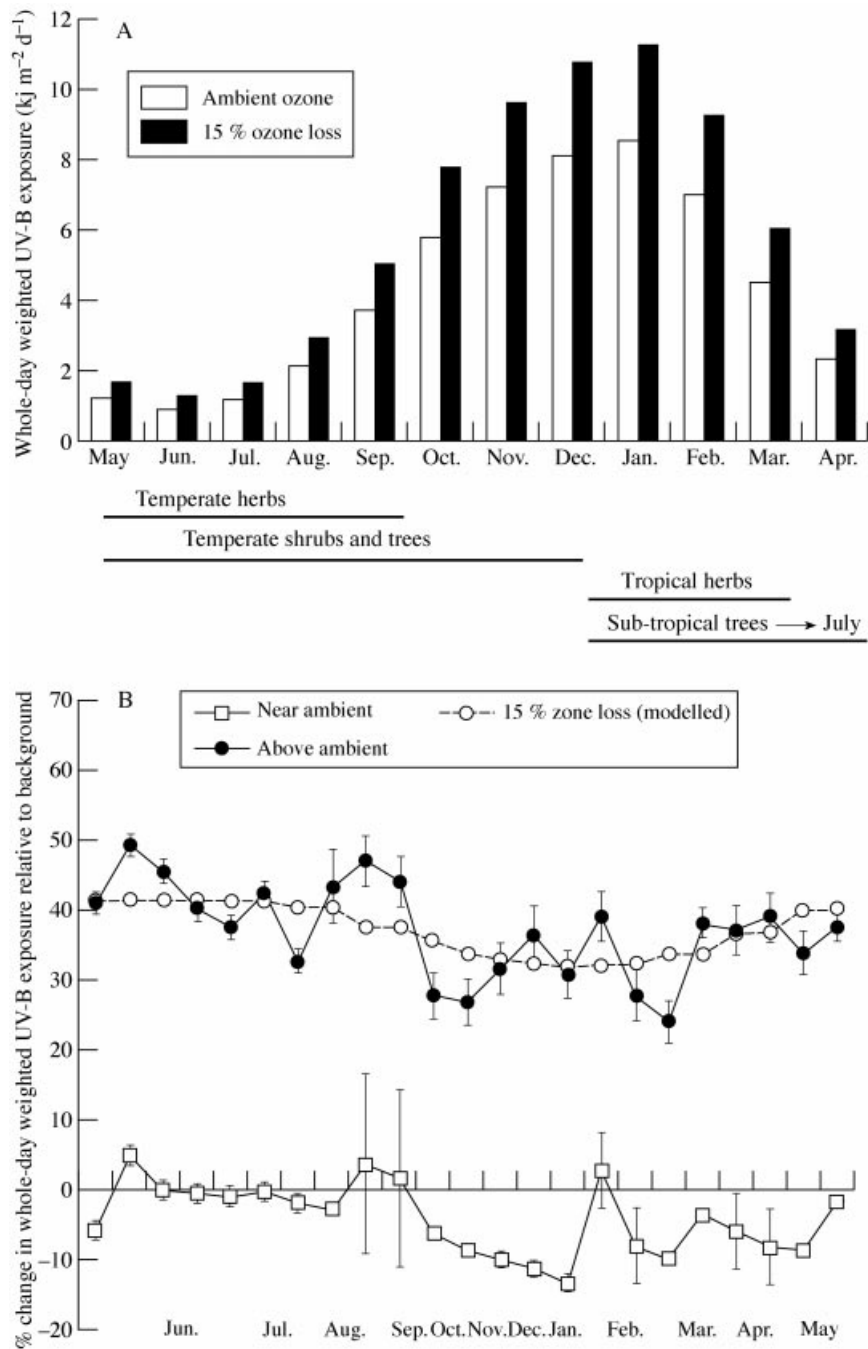 Whole-day weighted UV-B exposure (kj m⁻² d⁻¹)
A
12
10
8
6
4
2
0
Ambient ozone
15 % ozone loss
May Jun. Jul. Aug. Sep. Oct. Nov. Dec. Jan. Feb. Mar. Apr.
Temperate herbs
Temperate shrubs and trees
Tropical herbs
Sub-tropical trees → July
% change in whole-day weighted UV-B exposure relative to background
B
70
60
50
40
30
20
10
0
−10
−20
Near ambient
15 % zone loss (modelled)
Above ambient
Jun. Jul. Aug. Sep. Oct. Nov. Dec. Jan. Feb. Mar. Apr. May